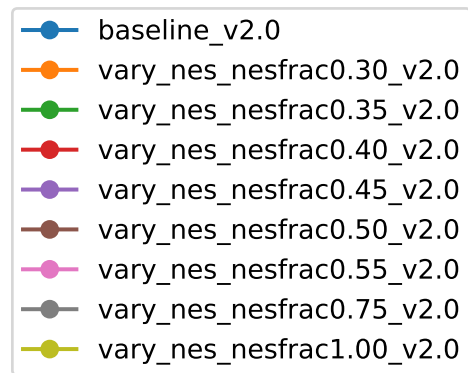 baseline_v2.0
vary_nes_nesfrac0.30_v2.0
vary_nes_nesfrac0.35_v2.0
vary_nes_nesfrac0.40_v2.0
vary_nes_nesfrac0.45_v2.0
vary_nes_nesfrac0.50_v2.0
vary_nes_nesfrac0.55_v2.0
vary_nes_nesfrac0.75_v2.0
vary_nes_nesfrac1.00_v2.0